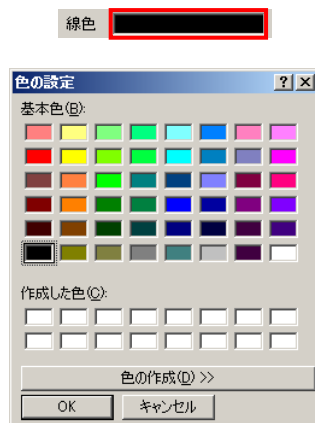 線色
色の設定
基本色(B):
作成した色(C):
色の作成(D) >>
OK
キャンセル